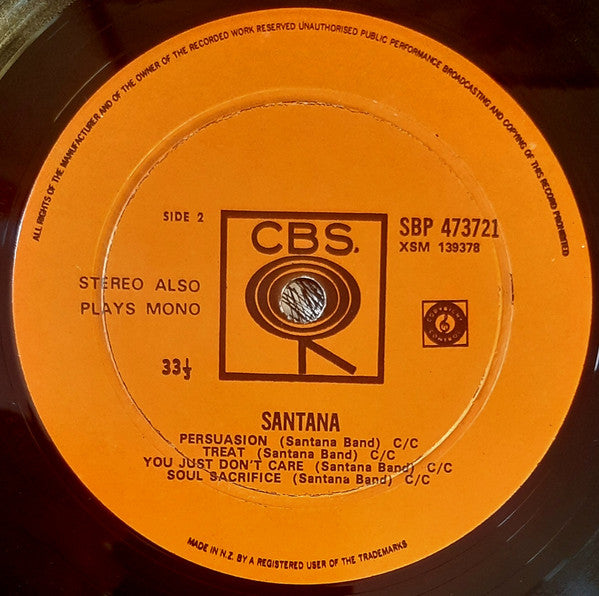 ALL RIGHTS OF THE MANUFACTURER AND OF THE OWNER OF THE RECORDED WORK RESERVED UNAUTHORISED PUBLIC PERFORMANCE BROADCASTING AND COPYING OF THIS RECORD PROHIBITED
SIDE 2
CBS.
SBP 473721
XSM 139378
STEREO ALSO
PLAYS MONO
COPYRIGHT
CONTROL
33⅓
SANTANA
PERSUASION (Santana Band) C/C
TREAT (Santana Band) C/C
YOU JUST DON'T CARE (Santana Band) C/C
SOUL SACRIFICE (Santana Band) C/C
MADE IN N.Z. BY A REGISTERED USER OF THE TRADEMARKS